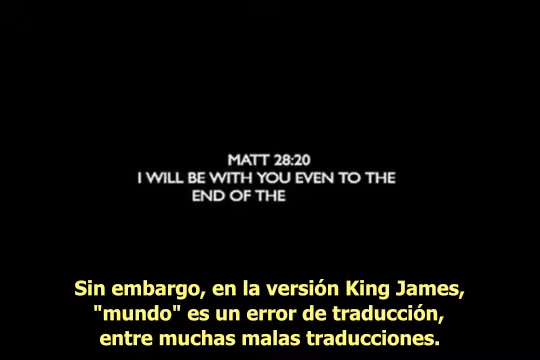 MATT 28:20
I WILL BE WITH YOU EVEN TO THE
END OF THE
Sin embargo, en la versión King James,
"mundo" es un error de traducción,
entre muchas malas traducciones.